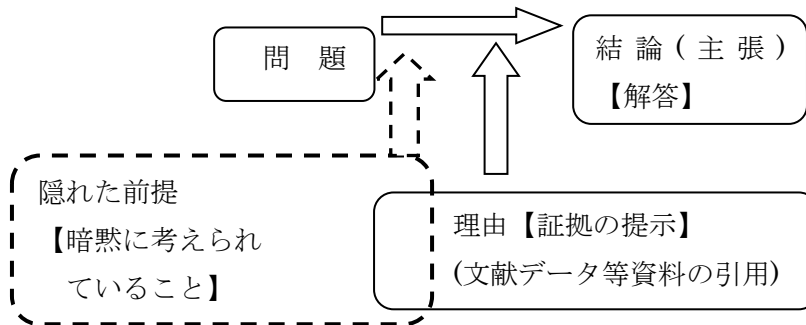 問　題
結 論 ( 主 張 )
【解答】
隠れた前提
【暗黙に考えられ
ていること】
理由【証拠の提示】
(文献データ等資料の引用)